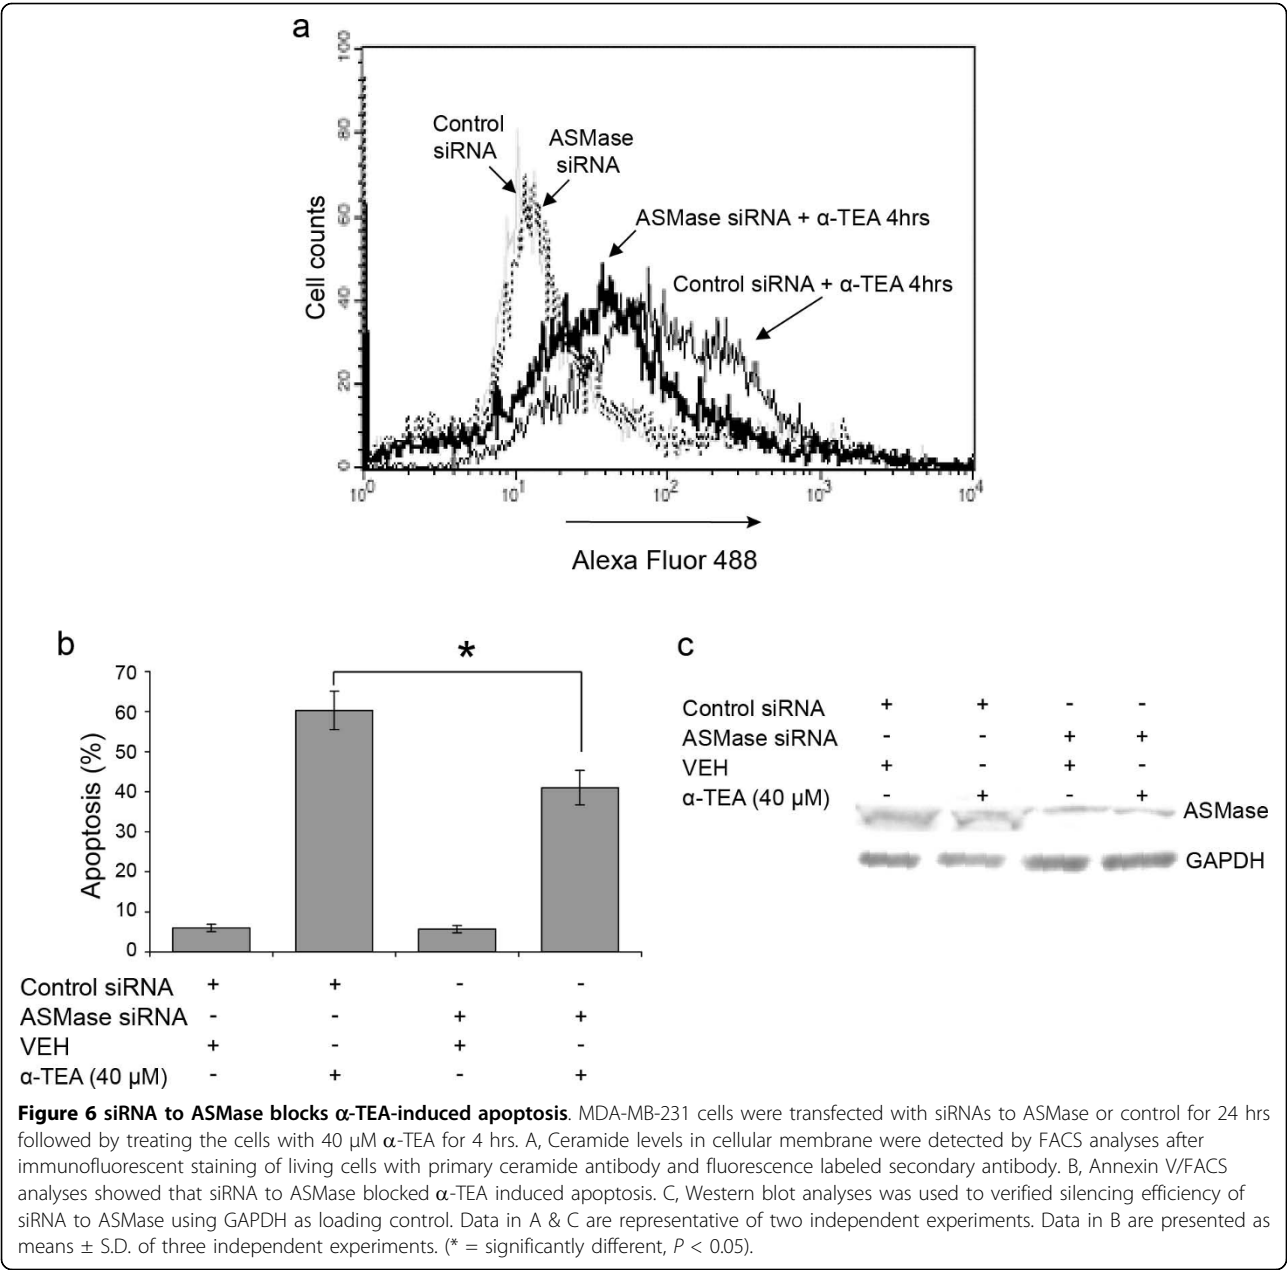 a
100
80
60
40
20
0
Cell counts
Control
siRNA
ASMase
siRNA
ASMase siRNA + α-TEA 4hrs
Control siRNA + α-TEA 4hrs
10⁰ 10¹ 10² 10³ 10⁴
Alexa Fluor 488
b
*
70
60
50
40
30
20
10
0
Apoptosis (%)
Control siRNA + + - -
ASMase siRNA - - + +
VEH + - + -
α-TEA (40 µM) - + - +
c
Control siRNA + + - -
ASMase siRNA - - + +
VEH + - + -
α-TEA (40 µM) - + - +
ASMase
GAPDH
Figure 6 siRNA to ASMase blocks α-TEA-induced apoptosis. MDA-MB-231 cells were transfected with siRNAs to ASMase or control for 24 hrs
followed by treating the cells with 40 µM α-TEA for 4 hrs. A, Ceramide levels in cellular membrane were detected by FACS analyses after
immunofluorescent staining of living cells with primary ceramide antibody and fluorescence labeled secondary antibody. B, Annexin V/FACS
analyses showed that siRNA to ASMase blocked α-TEA induced apoptosis. C, Western blot analyses was used to verified silencing efficiency of
siRNA to ASMase using GAPDH as loading control. Data in A & C are representative of two independent experiments. Data in B are presented as
means ± S.D. of three independent experiments. (* = significantly different, P < 0.05).